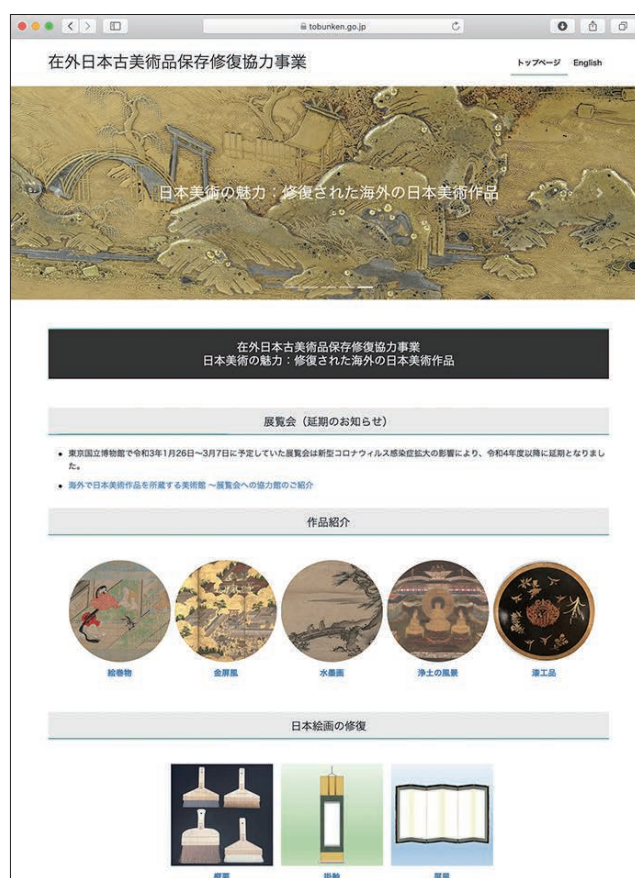 tobunken.go.jp
在外日本古美術品保存修復協力事業
トップページ English
日本美術の魅力：修復された海外の日本美術作品
在外日本古美術品保存修復協力事業
日本美術の魅力：修復された海外の日本美術作品
展覧会（延期のお知らせ）
東京国立博物館で令和3年1月26日～3月7日に予定していた展覧会は新型コロナウィルス感染症拡大の影響により、令和4年度以降に延期となりまし
た。
海外で日本美術作品を所蔵する美術館 ～展覧会への協力館のご紹介
作品紹介
絵巻物 金屏風 水墨画 浄土の風景 漆工品
日本絵画の修復
概要 掛軸 屏風